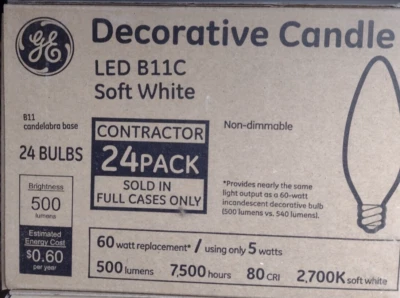 GE
Decorative Candle
LED B11C
Soft White
B11
candelabra base
24 BULBS
CONTRACTOR
24PACK
SOLD IN
FULL CASES ONLY
Non-dimmable
*Provides nearly the same
light output as a 60-watt
incandescent decorative bulb
(500 lumens vs. 540 lumens).
Brightness
500
lumens
Estimated
Energy Cost
$0.60
per year
60 watt replacement* / using only 5 watts
500 lumens 7,500 hours 80 CRI 2,700K soft white